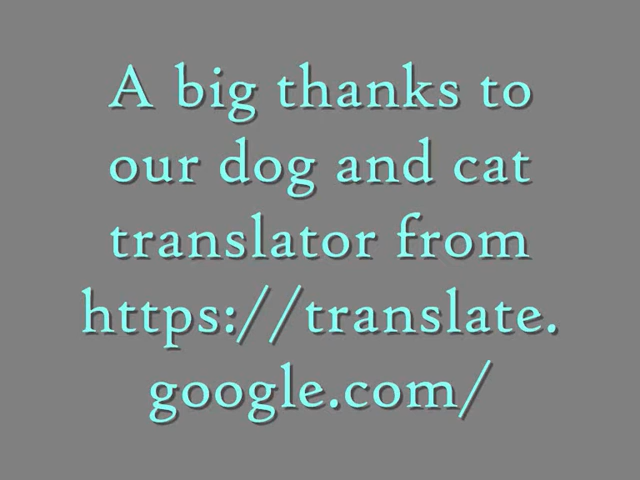 A big thanks to
our dog and cat
translator from
https://translate.
google.com/